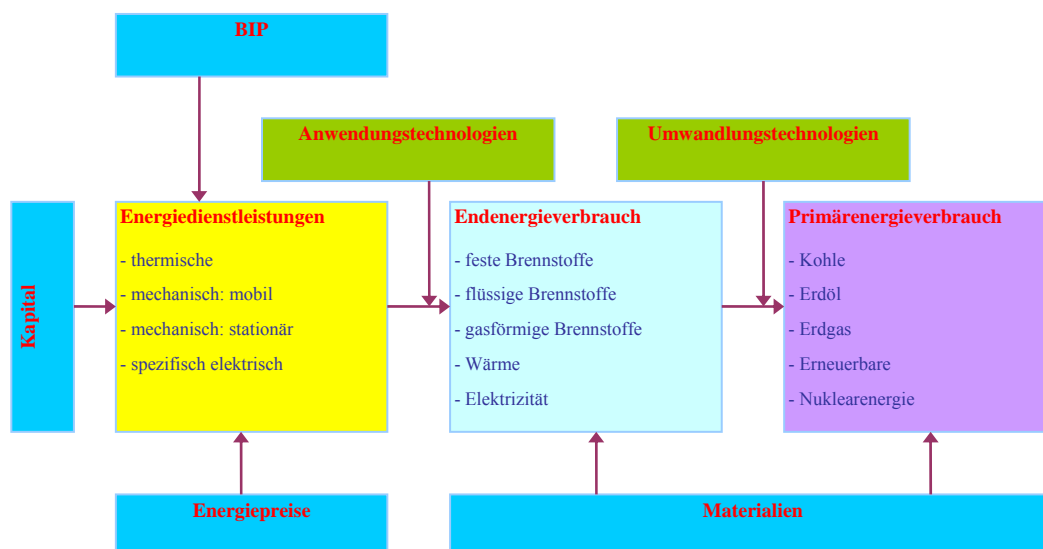 BIP
Anwendungstechnologien
Umwandlungstechnologien
Kapital
Energiedienstleistungen
- thermische
- mechanisch: mobil
- mechanisch: stationär
- spezifisch elektrisch
Endenergieverbrauch
- feste Brennstoffe
- flüssige Brennstoffe
- gasförmige Brennstoffe
- Wärme
- Elektrizität
Primärenergieverbrauch
- Kohle
- Erdöl
- Erdgas
- Erneuerbare
- Nuklearenergie
Energiepreise
Materialien